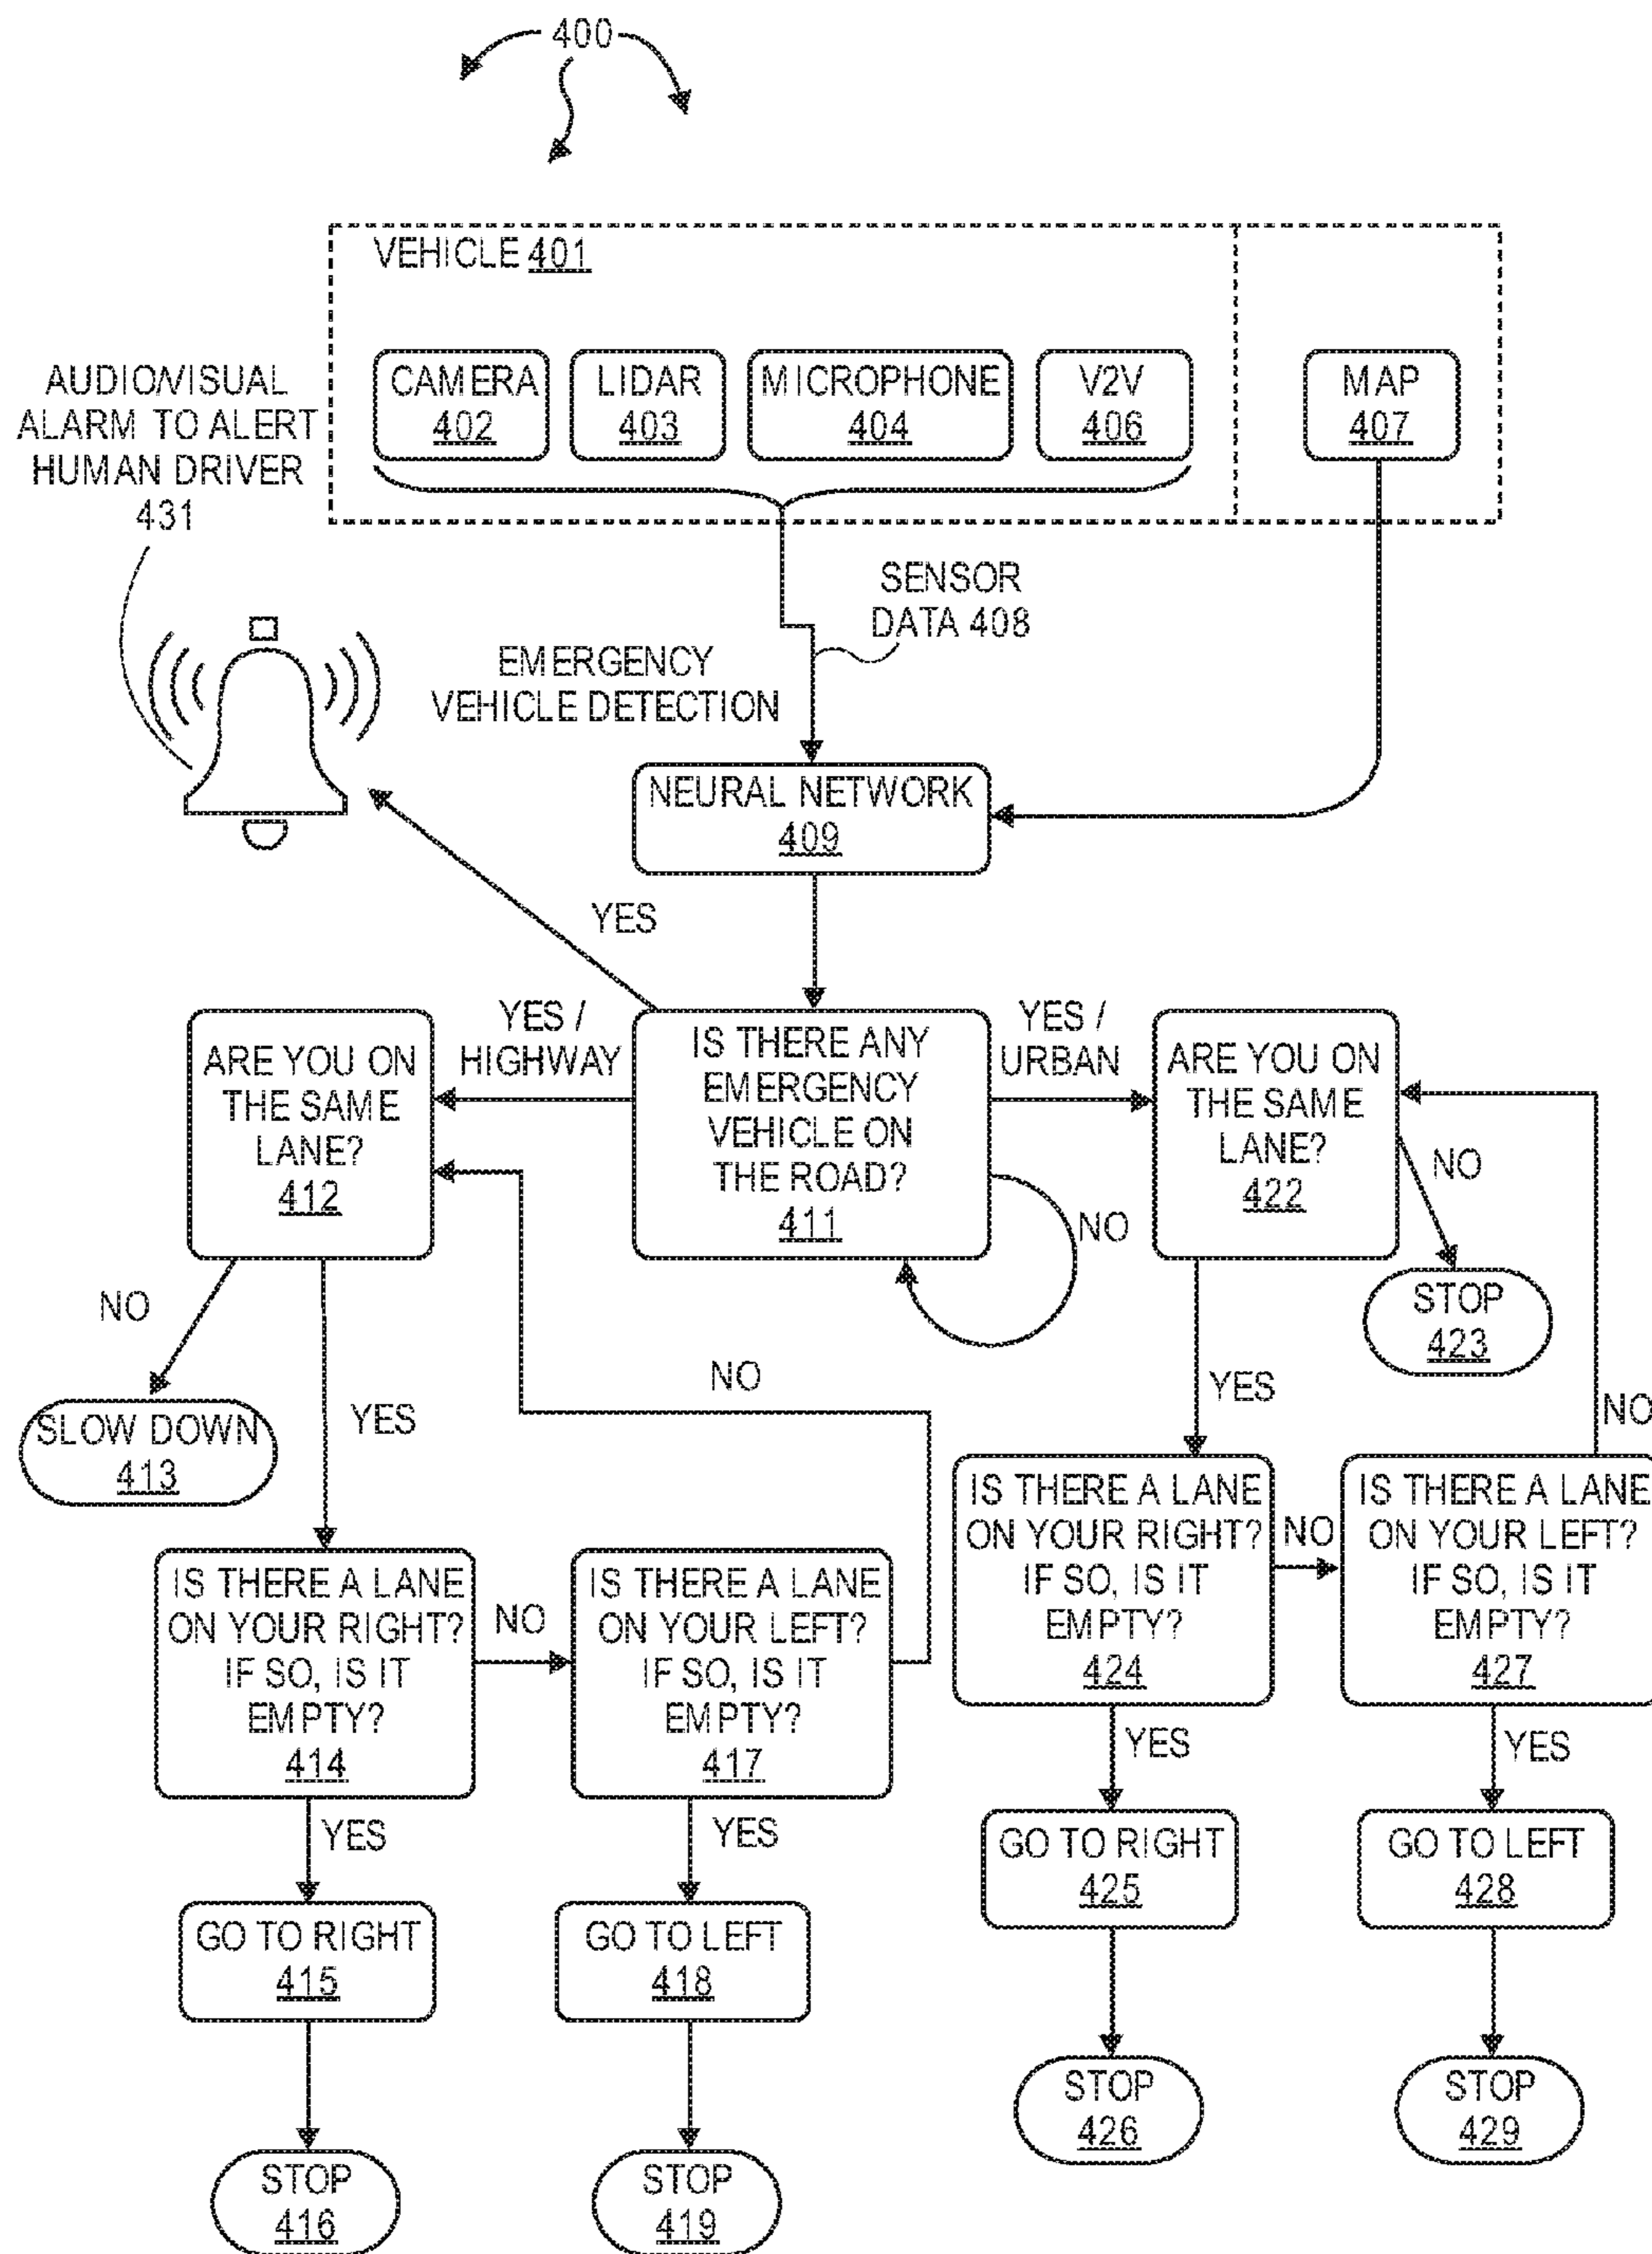 400
VEHICLE 401
CAMERA
402
LIDAR
403
MICROPHONE
404
V2V
406
MAP
407
AUDIO/VISUAL
ALARM TO ALERT
HUMAN DRIVER
431
SENSOR
DATA 408
EMERGENCY
VEHICLE DETECTION
NEURAL NETWORK
409
YES
YES /
HIGHWAY
IS THERE ANY
EMERGENCY
VEHICLE ON
THE ROAD?
411
YES /
URBAN
NO
ARE YOU ON
THE SAME
LANE?
412
NO
SLOW DOWN
413
YES
NO
ARE YOU ON
THE SAME
LANE?
422
NO
STOP
423
YES
NO
IS THERE A LANE
ON YOUR RIGHT?
IF SO, IS IT
EMPTY?
414
NO
IS THERE A LANE
ON YOUR LEFT?
IF SO, IS IT
EMPTY?
417
IS THERE A LANE
ON YOUR RIGHT?
IF SO, IS IT
EMPTY?
424
NO
IS THERE A LANE
ON YOUR LEFT?
IF SO, IS IT
EMPTY?
427
YES
YES
YES
YES
GO TO RIGHT
415
GO TO LEFT
418
GO TO RIGHT
425
GO TO LEFT
428
STOP
416
STOP
419
STOP
426
STOP
429